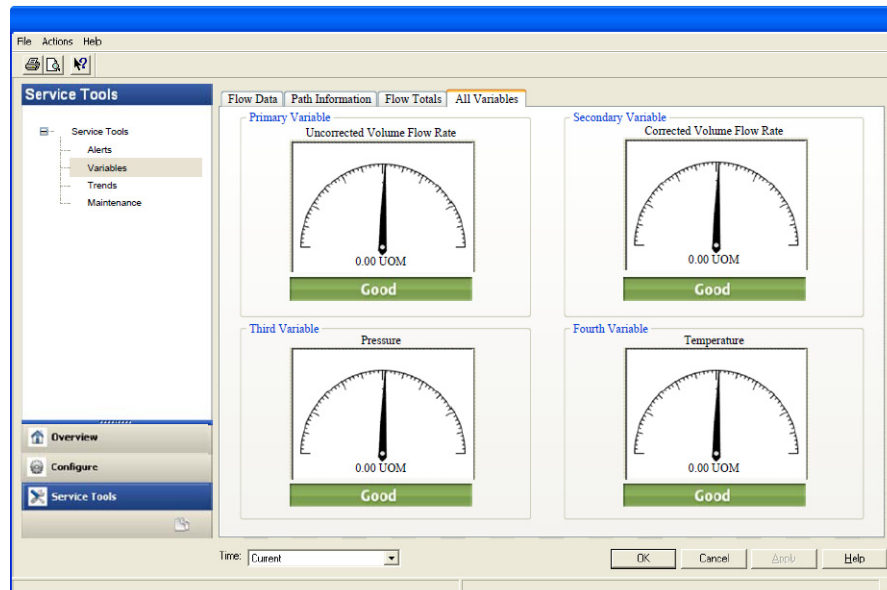 File Actions Help
Service Tools
Service Tools
Alerts
Variables
Trends
Maintenance
Overview
Configure
Service Tools
Flow Data Path Information Flow Totals All Variables
Primary Variable
Uncorrected Volume Flow Rate
0.00 UOM
Good
Secondary Variable
Corrected Volume Flow Rate
0.00 UOM
Good
Third Variable
Pressure
0.00 UOM
Good
Fourth Variable
Temperature
0.00 UOM
Good
Time: Current
OK Cancel Apply Help